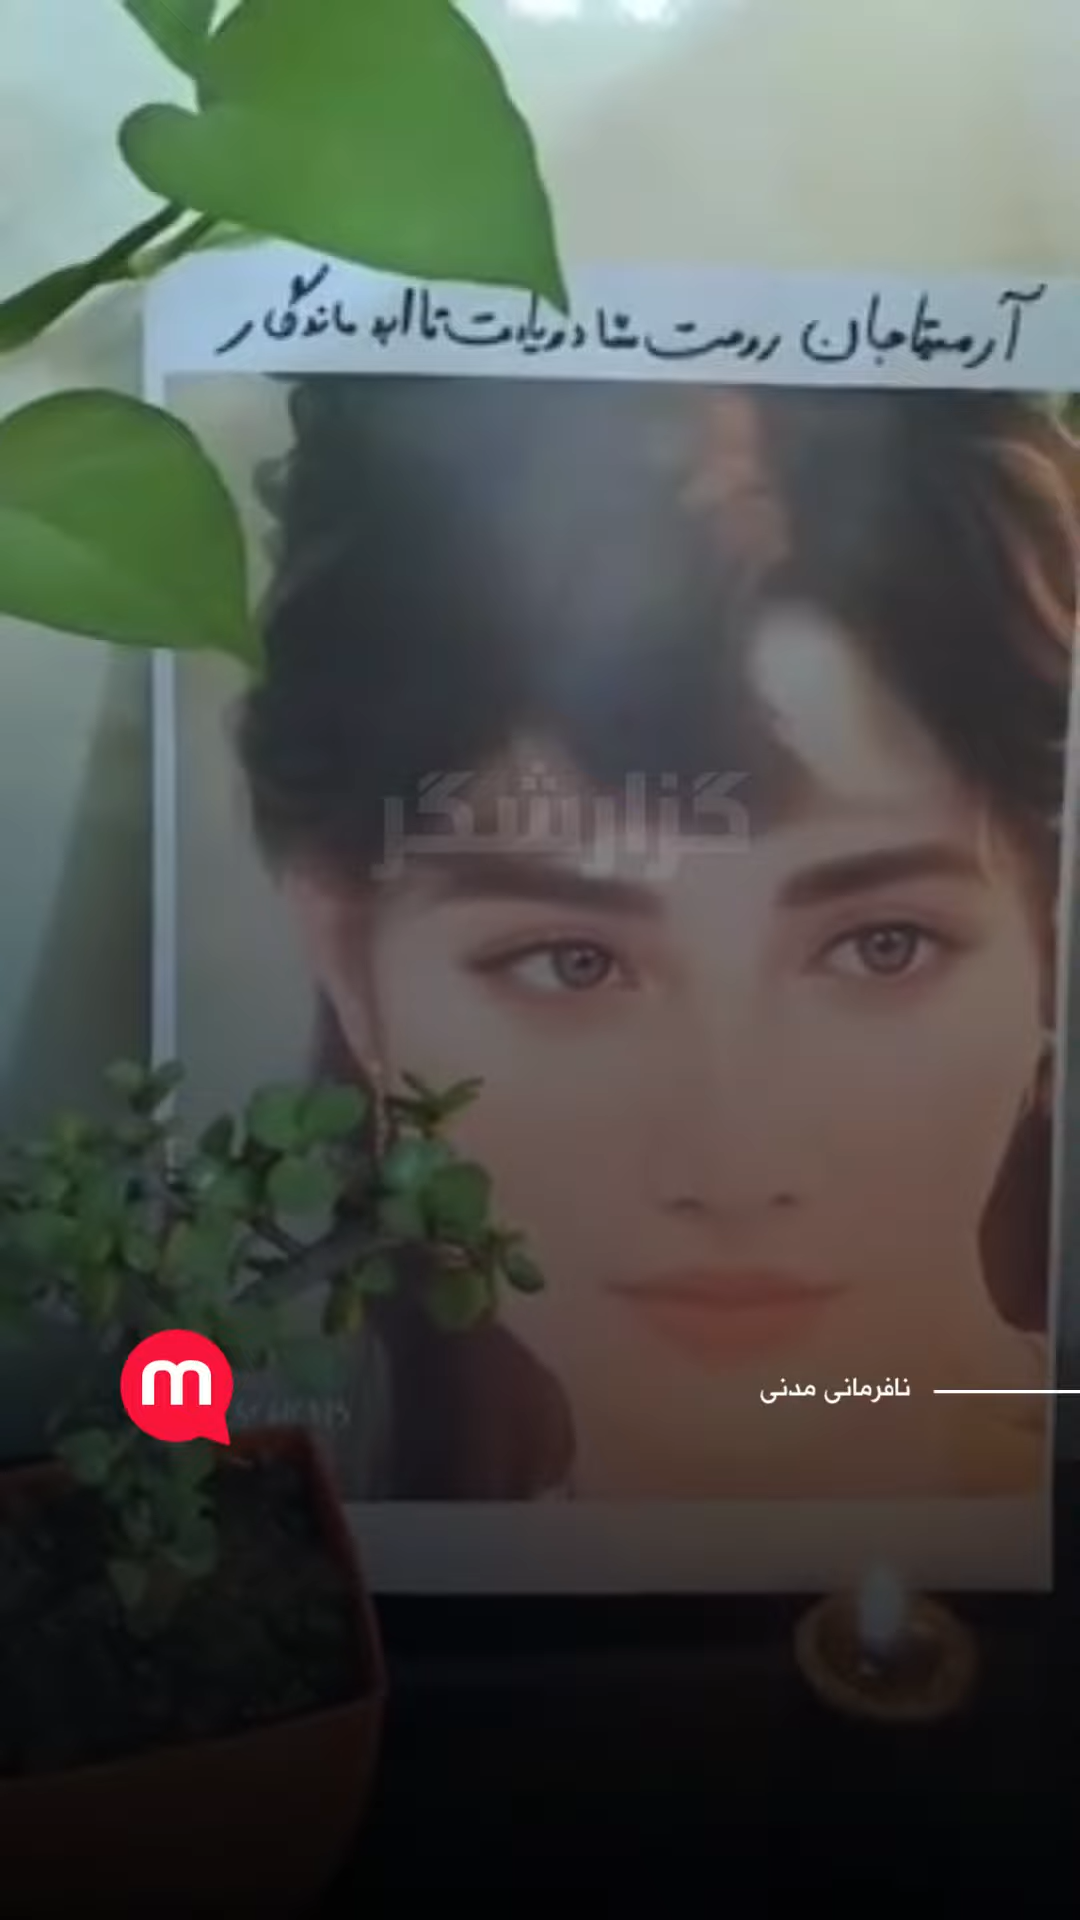 آرمیتا جان روحت شاد و یادت تا ابد ماندگار
گزارشگر
m
نافرمانی مدنی